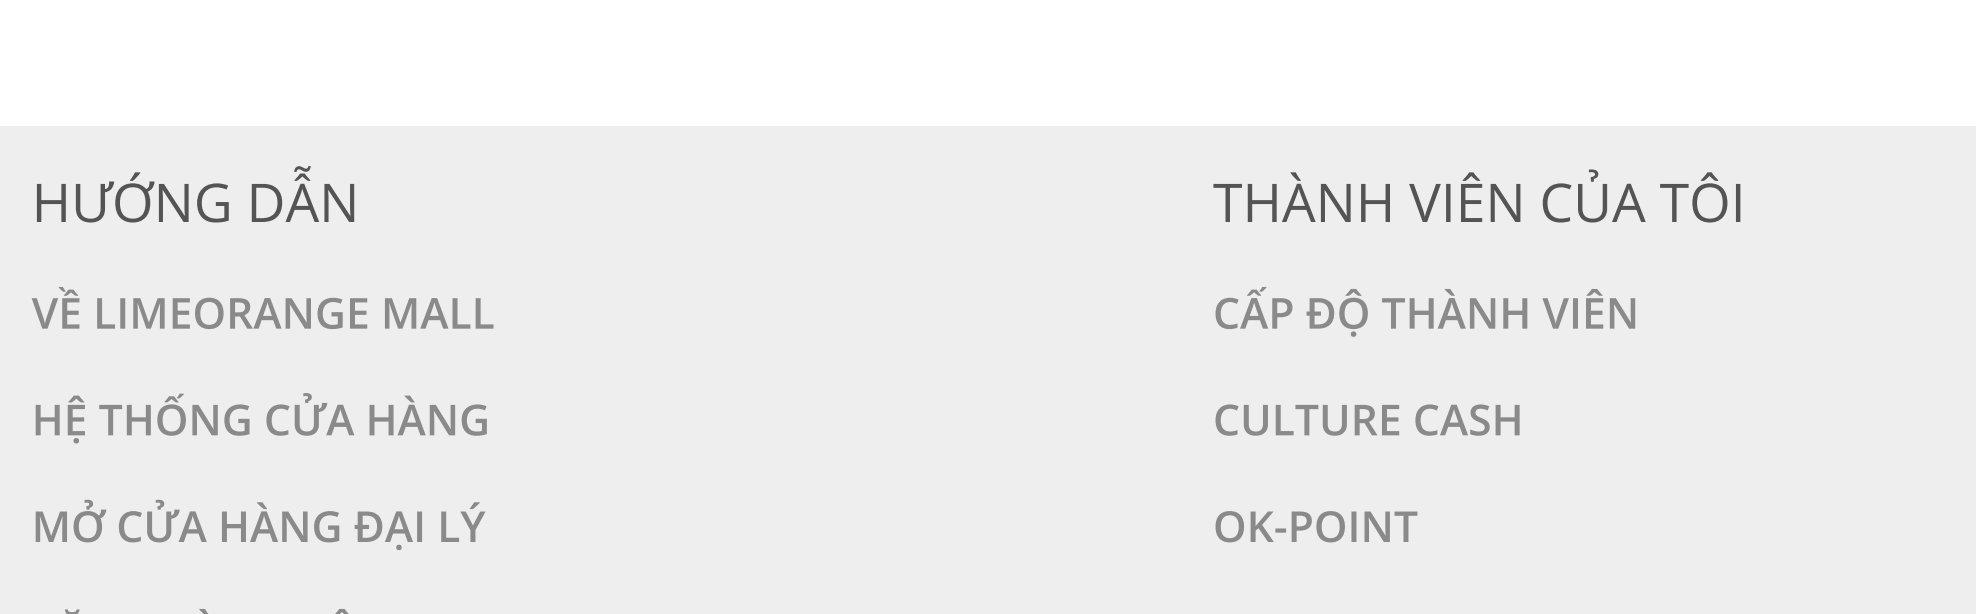 HƯỚNG DẪN
VỀ LIMEORANGE MALL
HỆ THỐNG CỬA HÀNG
MỞ CỬA HÀNG ĐẠI LÝ
THÀNH VIÊN CỦA TÔI
CẤP ĐỘ THÀNH VIÊN
CULTURE CASH
OK-POINT